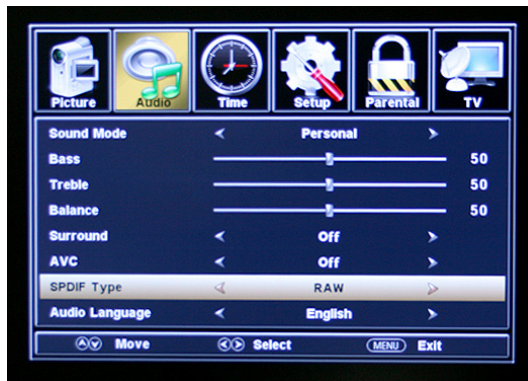 Picture Audio Time Setup Parental TV
Sound Mode Personal
Bass 50
Treble 50
Balance 50
Surround Off
AVC Off
SPDIF Type RAW
Audio Language English
Move Select MENU Exit